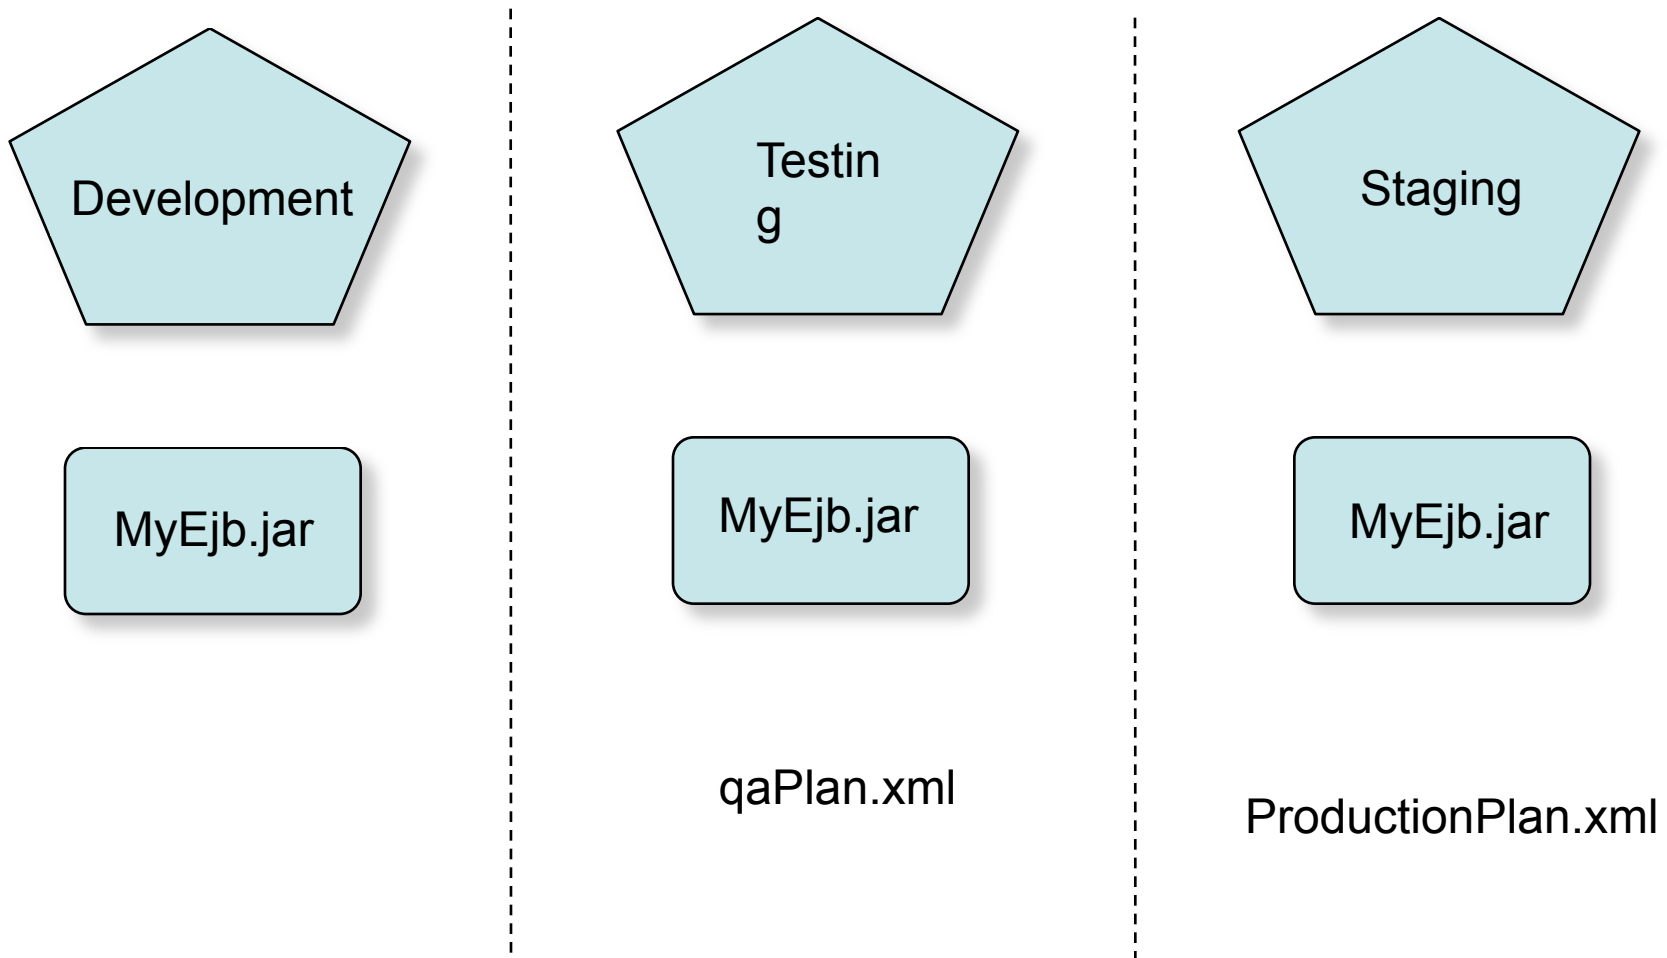 Development
MyEjb.jar
Testin
g
MyEjb.jar
qaPlan.xml
Staging
MyEjb.jar
ProductionPlan.xml